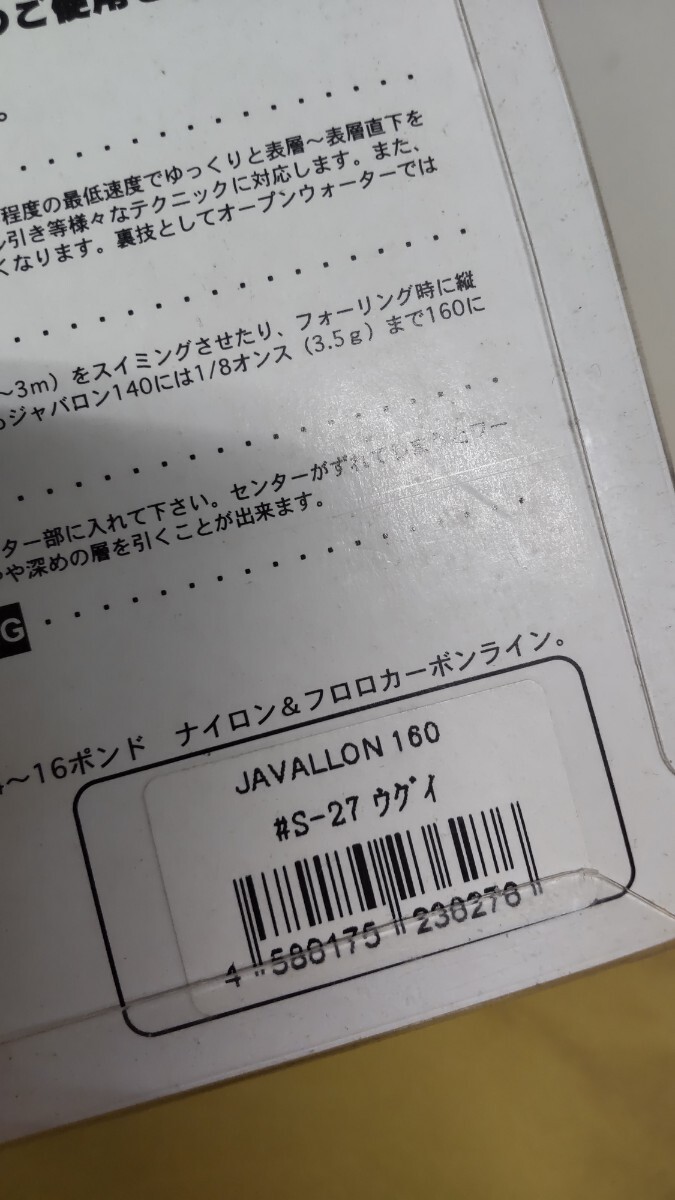 ご使用
。
程度の最低速度でゆっくりと表層～表層直下を
引き等様々なテクニックに対応します。また、
くなります。裏技としてオープンウォーターでは
～3m）をスイミングさせたり、フォーリング時に縦
ジャバロン140には1/8オンス（3.5g）まで160に
ター部に入れて下さい。センターがずれて
や深めの層を引くことが出来ます。
G
～16ポンド ナイロン＆フロロカーボンライン。
JAVALLON 160
#S-27 ウグイ
4 580175 238276